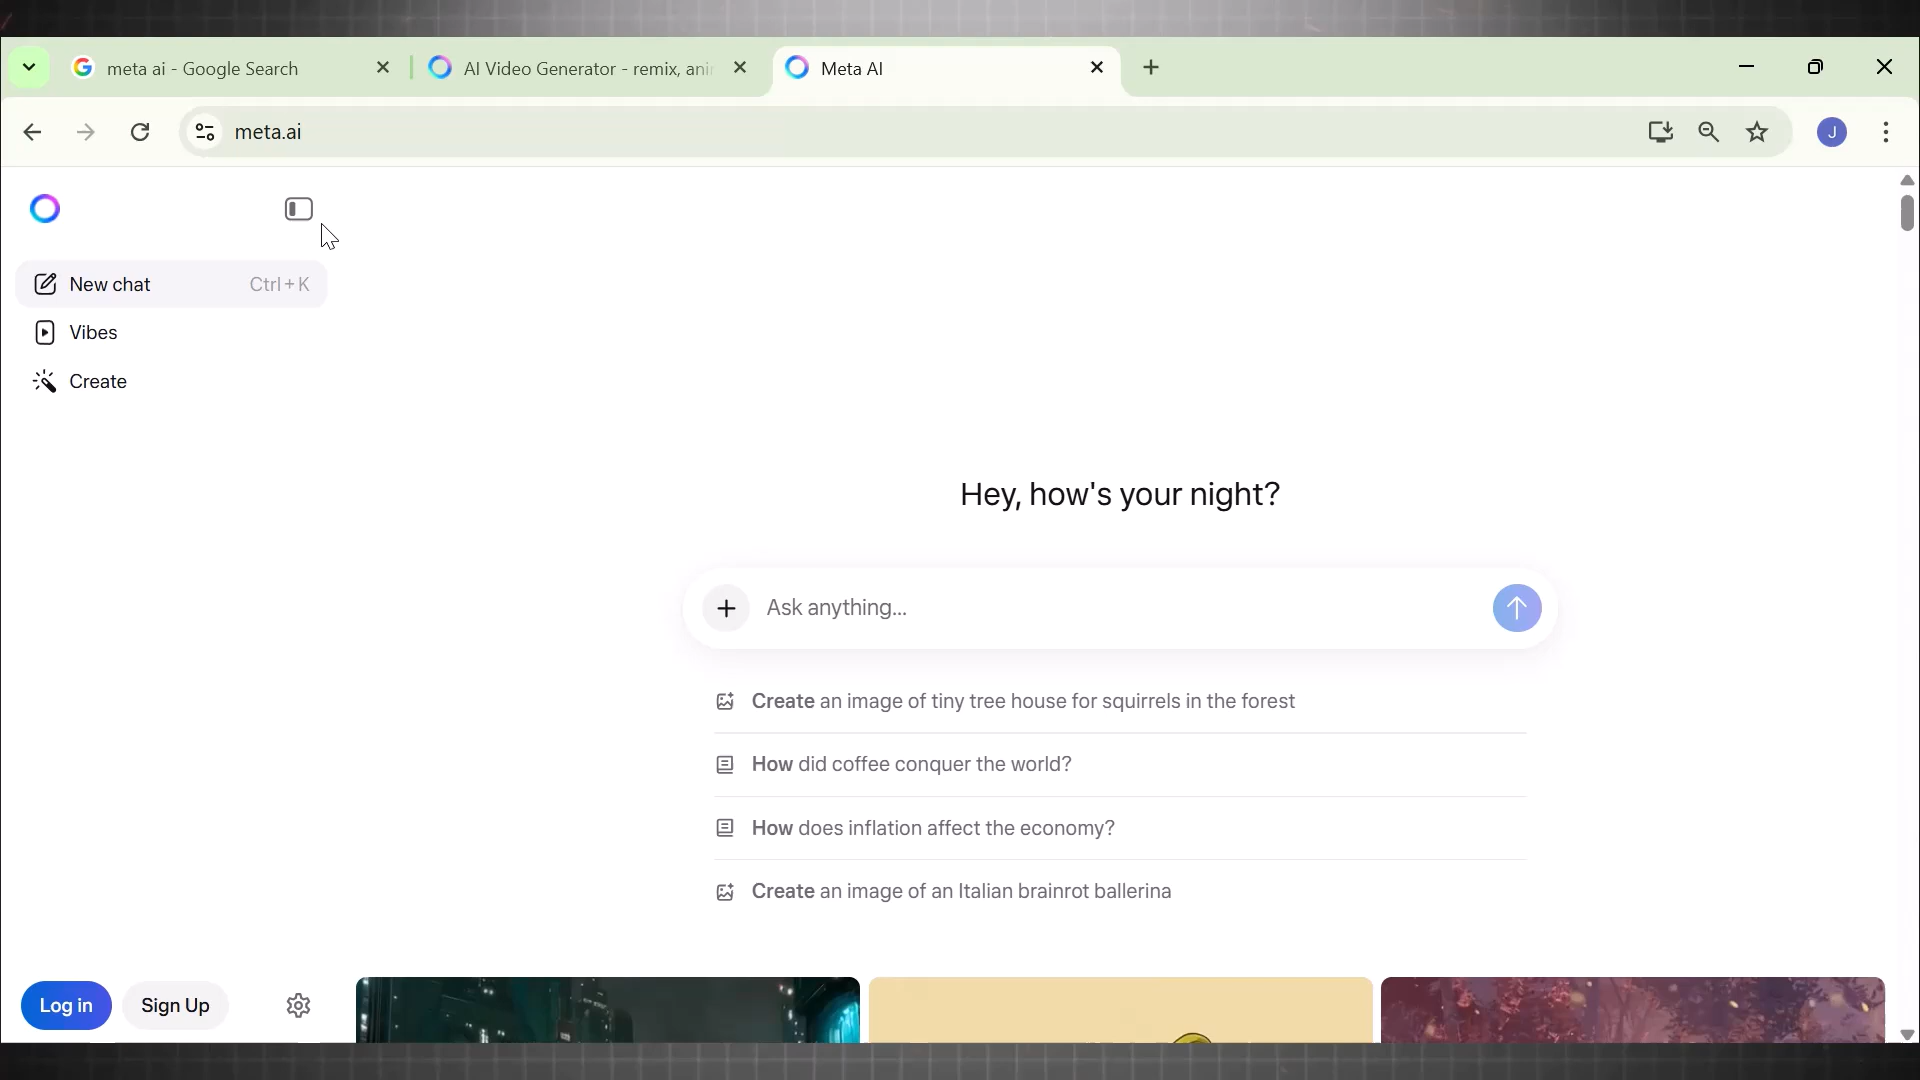 meta ai - Google Search
AI Video Generator - remix, ani
Meta AI
meta.ai
J
New chat
Ctrl + K
Vibes
Create
Hey, how's your night?
Ask anything...
Create an image of tiny tree house for squirrels in the forest
How did coffee conquer the world?
How does inflation affect the economy?
Create an image of an Italian brainrot ballerina
Log in
Sign Up